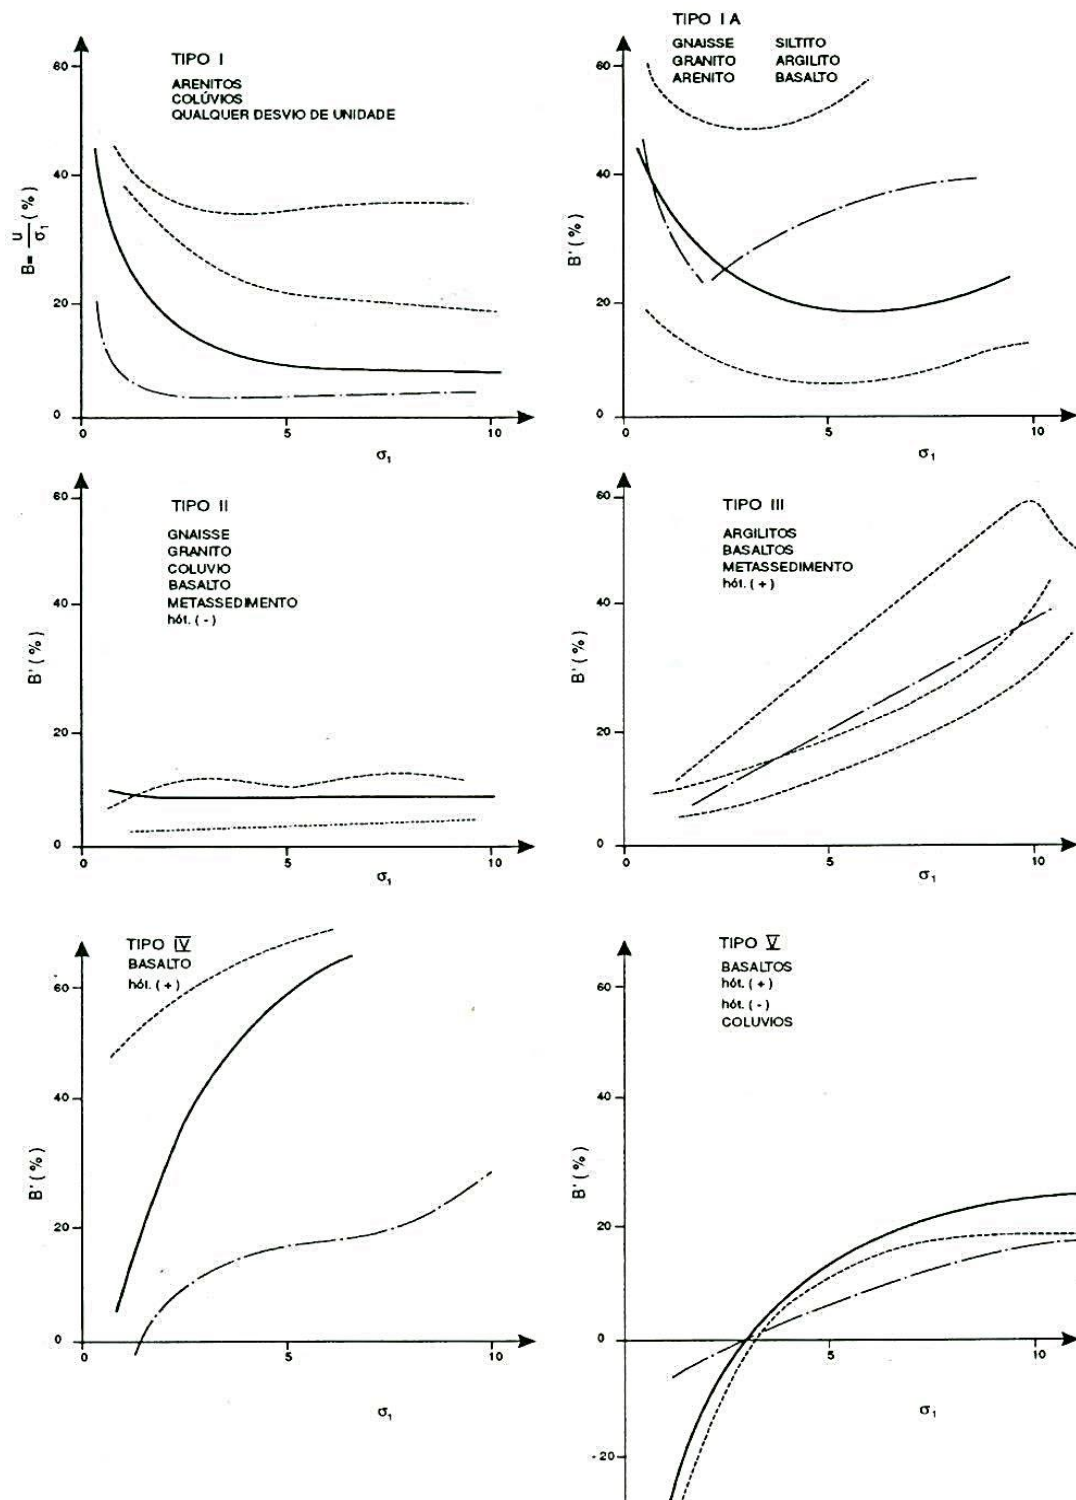 TIPO I
ARENITOS
COLÚVIOS
QUALQUER DESVIO DE UNIDADE
B= u/σ₁ (%)
60
40
20
0
0 5 10
σ₁
TIPO I A
GNAISSE SILTITO
GRANITO ARGILITO
ARENITO BASALTO
B' (%)
60
40
20
0
0 5 10
σ₁
TIPO II
GNAISSE
GRANITO
COLUVIO
BASALTO
METASSEDIMENTO
hót. ( - )
B' (%)
60
40
20
0
0 5 10
σ₁
TIPO III
ARGILITOS
BASALTOS
METASSEDIMENTO
hót. ( + )
B' (%)
60
40
20
0
0 5 10
σ₁
TIPO IV
BASALTO
hót. ( + )
B' (%)
60
40
20
0
0 5 10
σ₁
TIPO V
BASALTOS
hót. ( + )
hót. ( - )
COLUVIOS
B' (%)
60
40
20
0
-20
5 10
σ₁